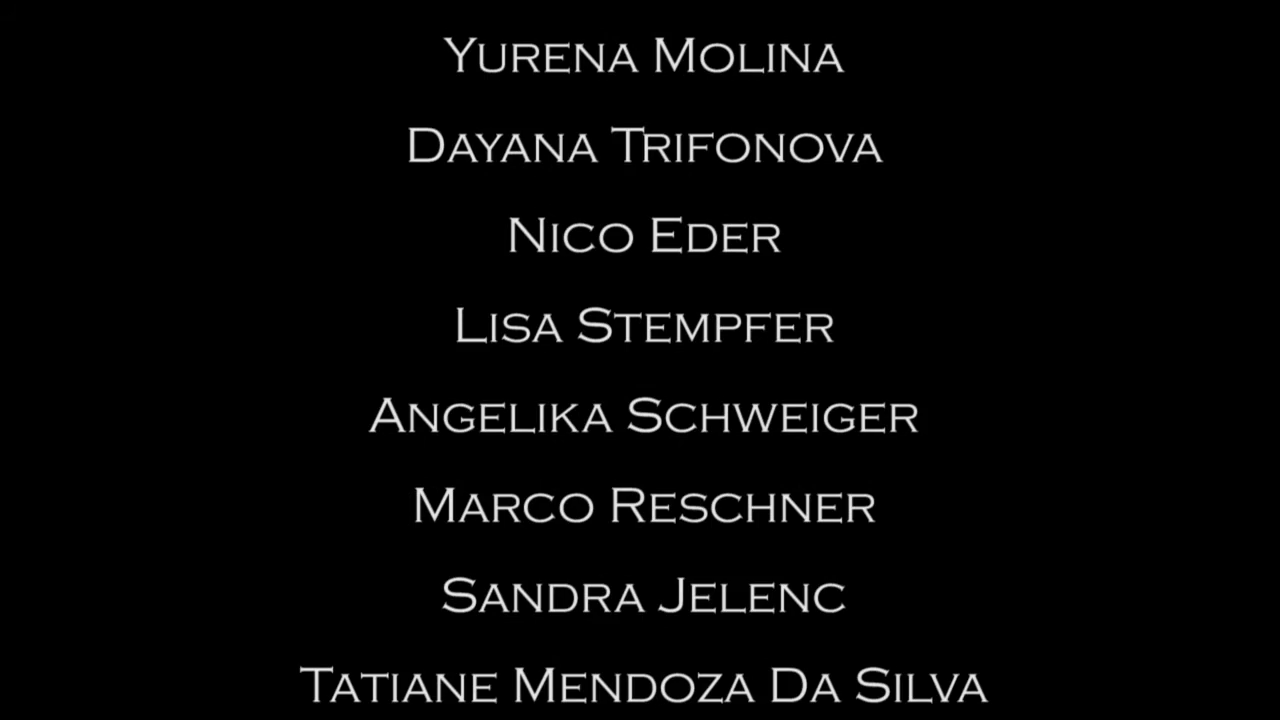 Yurena Molina
Dayana Trifonova
Nico Eder
Lisa Stempfer
Angelika Schweiger
Marco Reschner
Sandra Jelenc
Tatiane Mendoza Da Silva